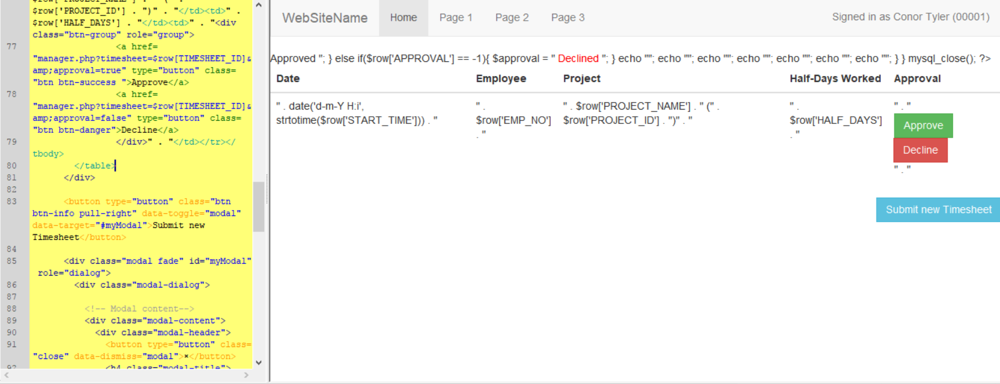 $row['PROJECT_ID'] . ")" . "</td><td>" .
$row['HALF_DAYS'] . "</td><td>" . "<div
class="btn-group" role="group">
77 <a href=
"manager.php?timesheet=$row[TIMESHEET_ID]&
amp;approval=true" type="button" class=
"btn btn-success ">Approve</a>
78 <a href=
"manager.php?timesheet=$row[TIMESHEET_ID]&
amp;approval=false" type="button" class=
"btn btn-danger">Decline</a>
79 </div>" . "</td></tr></
tbody>
80 </table>
81 </div>
82
83 <button type="button" class="btn
btn-info pull-right" data-toggle="modal"
data-target="#myModal">Submit new
Timesheet</button>
84
85 <div class="modal fade" id="myModal"
role="dialog">
86 <div class="modal-dialog">
87
88 <!-- Modal content-->
89 <div class="modal-content">
90 <div class="modal-header">
91 <button type="button" class=
"close" data-dismiss="modal">×</button>
92 <h4 class="modal-title">
WebSiteName Home Page 1 Page 2 Page 3 Signed in as Conor Tyler (00001)
Approved "; } else if($row['APPROVAL'] == -1){ $approval = " Declined "; } echo ""; echo ""; echo ""; echo ""; echo ""; echo ""; echo ""; } } mysql_close(); ?>
Date Employee Project Half-Days Worked Approval
" . date('d-m-Y H:i', " . " . $row['PROJECT_NAME'] . " (" . " . " . "
strtotime($row['START_TIME'])) . " $row['EMP_NO'] $row['PROJECT_ID'] . ")" . " $row['HALF_DAYS'] Approve
. " . "
Decline
" . "
Submit new Timesheet